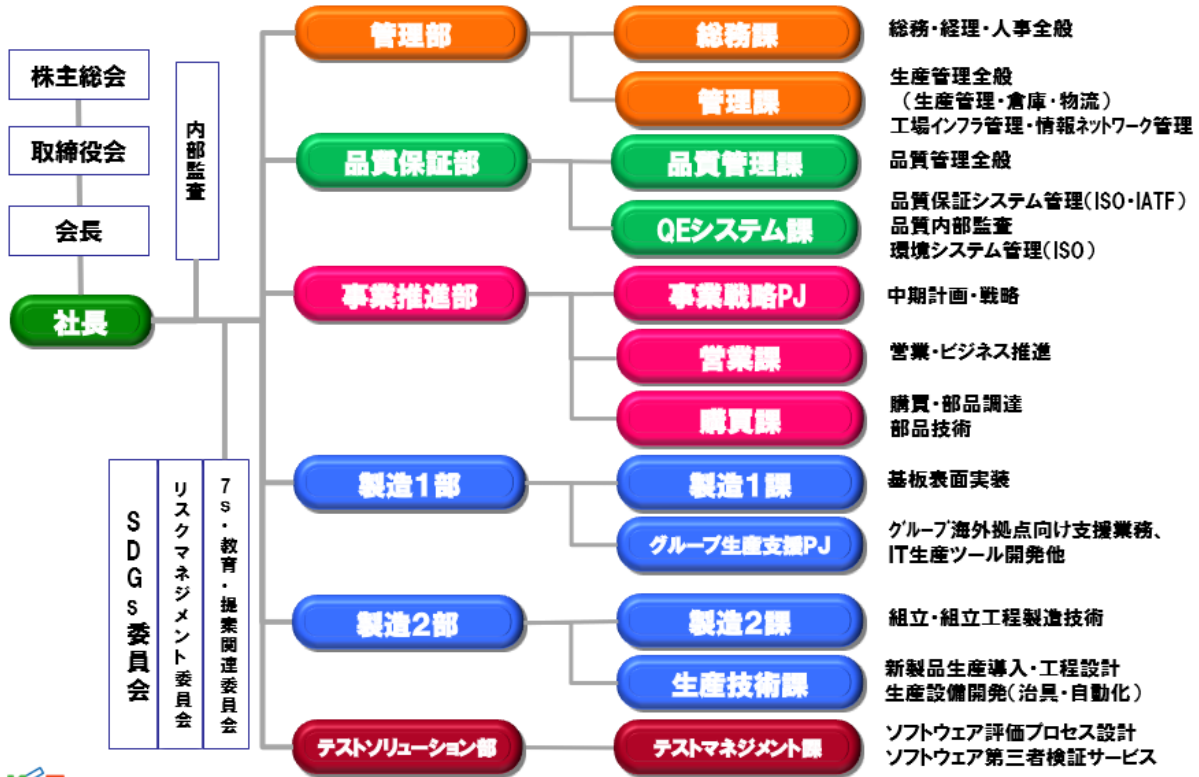 株主総会
取締役会
会長
社長
内部監査
SDGs委員会
リスクマネジメント委員会
7s・教育・提案関連委員会
管理部
総務課
総務・経理・人事全般
管理課
生産管理全般
(生産管理・倉庫・物流)
工場インフラ管理・情報ネットワーク管理
品質保証部
品質管理課
品質管理全般
QEシステム課
品質保証システム管理(ISO・IATF)
品質内部監査
環境システム管理(ISO)
事業推進部
事業戦略PJ
中期計画・戦略
営業課
営業・ビジネス推進
購買課
購買・部品調達
部品技術
製造1部
製造1課
基板表面実装
グループ生産支援PJ
グループ海外拠点向け支援業務、
IT生産ツール開発他
製造2部
製造2課
組立・組立工程製造技術
生産技術課
新製品生産導入・工程設計
生産設備開発(治具・自動化)
テストソリューション部
テストマネジメント課
ソフトウェア評価プロセス設計
ソフトウェア第三者検証サービス